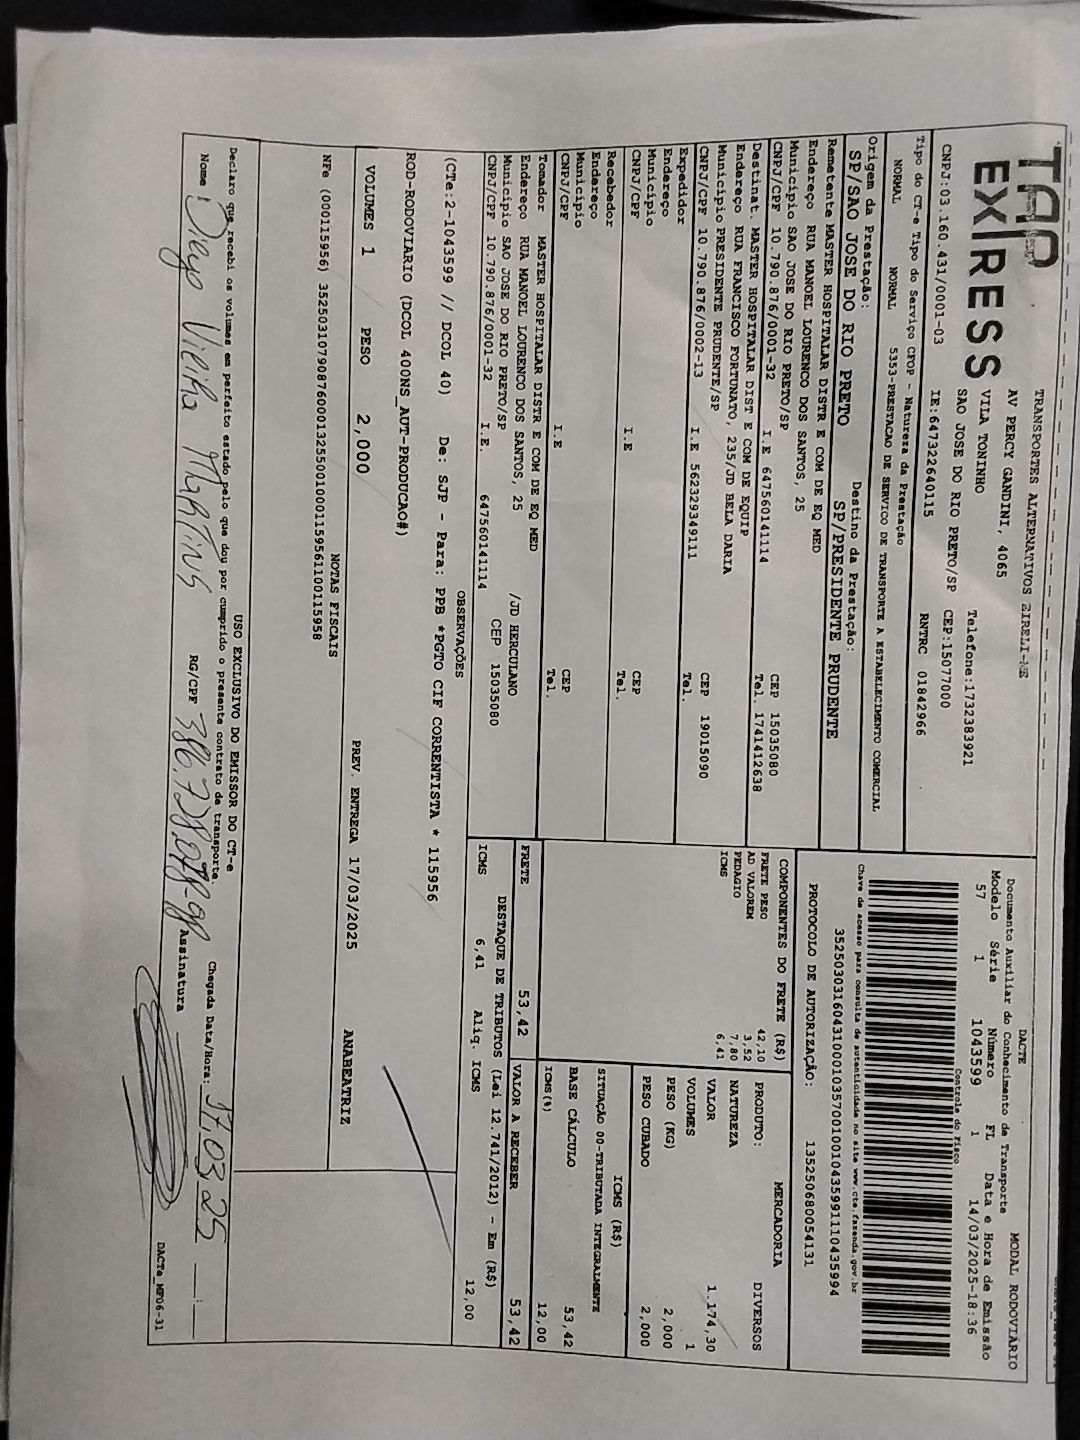 TAP
EXPRESS
TRANSPORTES ALTERNATIVOS EIRELI-ME
AV PERCY GANDINI, 4065
VILA TONINHO
SAO JOSE DO RIO PRETO/SP
Telefone:1732383921
CEP:15077000
CNPJ:03.160.431/0001-03 IE:647322640115 RNTRC 01842966
Tipo do CT-e Tipo do Serviço CFOP - Natureza da Prestação
NORMAL NORMAL 5353-PRESTACAO DE SERVICO DE TRANSPORTE A ESTABELECIMENTO COMERCIAL
Origem da Prestação: Destino da Prestação:
SP/SAO JOSE DO RIO PRETO SP/PRESIDENTE PRUDENTE
Remetente MASTER HOSPITALAR DISTR E COM DE EQ MED
Endereço RUA MANOEL LOURENCO DOS SANTOS, 25
Município SAO JOSE DO RIO PRETO/SP CEP 15035080
CNPJ/CPF 10.790.876/0001-32 I.E 647560141114 Tel. 1741412638
Destinat. MASTER HOSPITALAR DIST E COM DE EQUIP
Endereço RUA FRANCISCO FORTUNATO, 235/JD BELA DARIA
Município PRESIDENTE PRUDENTE/SP CEP 19015090
CNPJ/CPF 10.790.876/0002-13 I.E 562329349111 Tel.
Expedidor
Endereço
Município CEP
CNPJ/CPF I.E Tel.
Recebedor
Endereço
Município CEP
CNPJ/CPF I.E Tel.
Tomador MASTER HOSPITALAR DISTR E COM DE EQ MED
Endereço RUA MANOEL LOURENCO DOS SANTOS, 25 /JD HERCULANO
Município SAO JOSE DO RIO PRETO/SP CEP 15035080
CNPJ/CPF 10.790.876/0001-32 I.E. 647560141114
DACTE MODAL RODOVIÁRIO
Documento Auxiliar do Conhecimento de Transporte
Modelo Série Número FL Data e Hora de Emissão
57 1 1043599 1 14/03/2025-18:36
Controle do Fisco
Chave de acesso para consulta de autenticidade no site www.cte.fazenda.gov.br
35250303160431000103570010010435991110435994
PROTOCOLO DE AUTORIZAÇÃO: 135250680054131
COMPONENTES DO FRETE (R$)
FRETE PESO 42,10
AD VALOREM 3,52
PEDAGIO 7,80
ICMS 6,41
MERCADORIA
PRODUTO: DIVERSOS
NATUREZA
VALOR 1.174,30
VOLUMES 1
PESO (KG) 2,000
PESO CUBADO 2,000
ICMS (R$)
SITUAÇÃO 00-TRIBUTADA INTEGRALMENTE
BASE CÁLCULO 53,42
ICMS(%) 12,00
FRETE 53,42 VALOR A RECEBER 53,42
DESTAQUE DE TRIBUTOS (Lei 12.741/2012) - Em (R$)
ICMS 6,41 Alíq. ICMS 12,00
OBSERVAÇÕES
(CTe:2-1043599 // DCOL 40) De: SJP - Para: PPB *PGTO CIF CORRENTISTA * 115956
ROD-RODOVIARIO (DCOL 400NS_AUT-PRODUCAO#)
VOLUMES 1 PESO 2,000 PREV. ENTREGA 17/03/2025 ANABEATRIZ
NOTAS FISCAIS
NFe (000115956) 35250310790876000132550010001159561100115958
USO EXCLUSIVO DO EMISSOR DO CT-e
Declaro que recebi os volumes em perfeito estado pelo que dou por cumprido o presente contrato de transporte.
Nome Diego Vieira Martins RG/CPF 386.728.078-98 Assinatura
Chegada Data/Hora: 17.03.25
DACTe_MF06-31